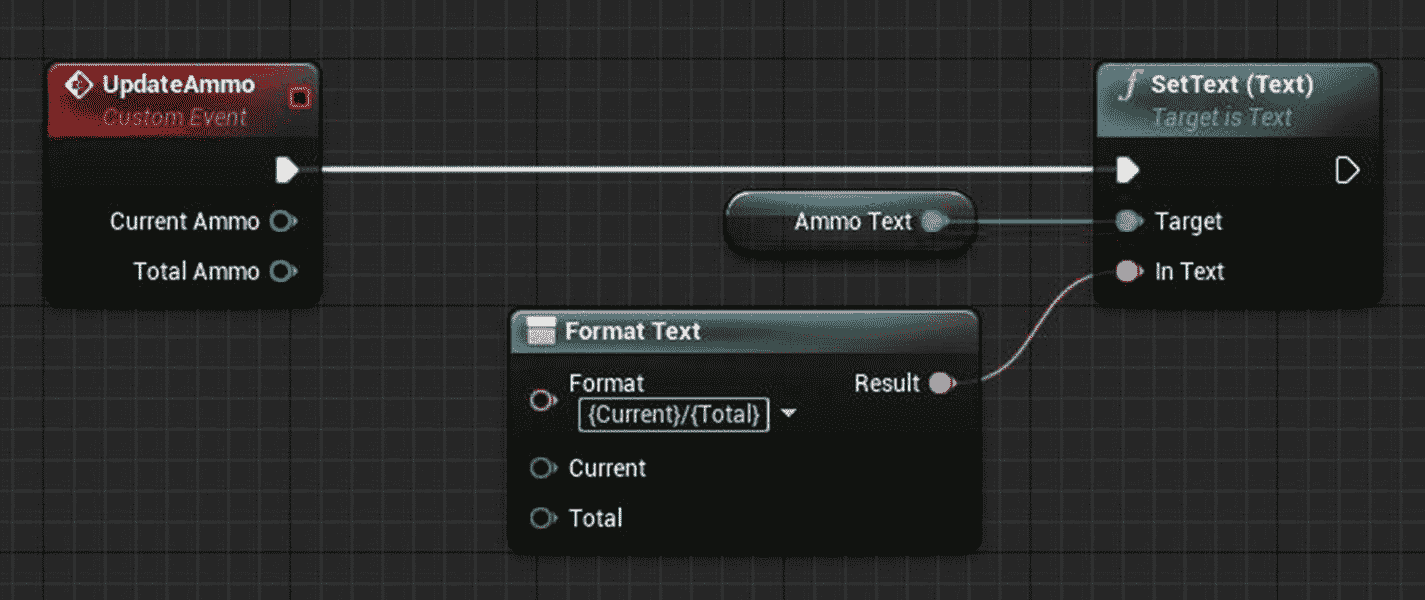 UpdateAmmo
Custom Event
Current Ammo
Total Ammo
Ammo Text
SetText (Text)
Target is Text
Target
In Text
Format Text
Format
{Current}/{Total}
Result
Current
Total